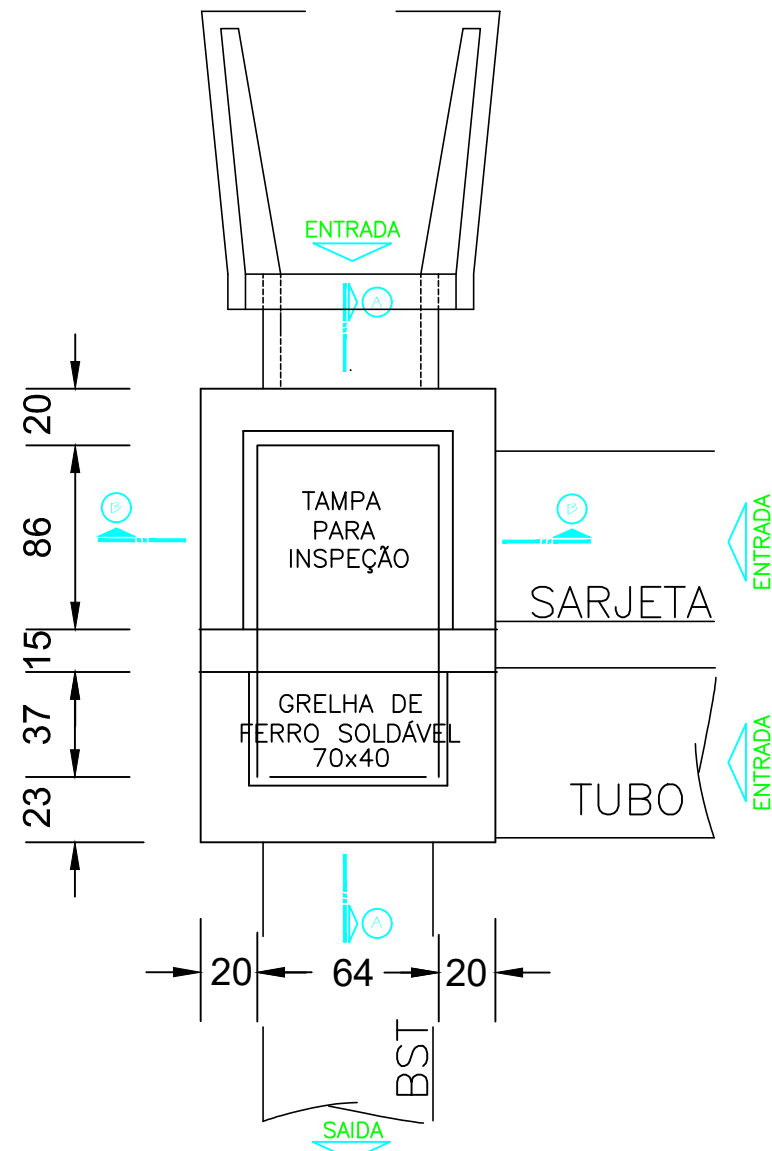 ENTRADA
A
20
86
15
37
23
B
TAMPA
PARA
INSPEÇÃO
B
ENTRADA
SARJETA
GRELHA DE
FERRO SOLDÁVEL
70x40
TUBO
ENTRADA
A
20
64
20
BST
SAIDA